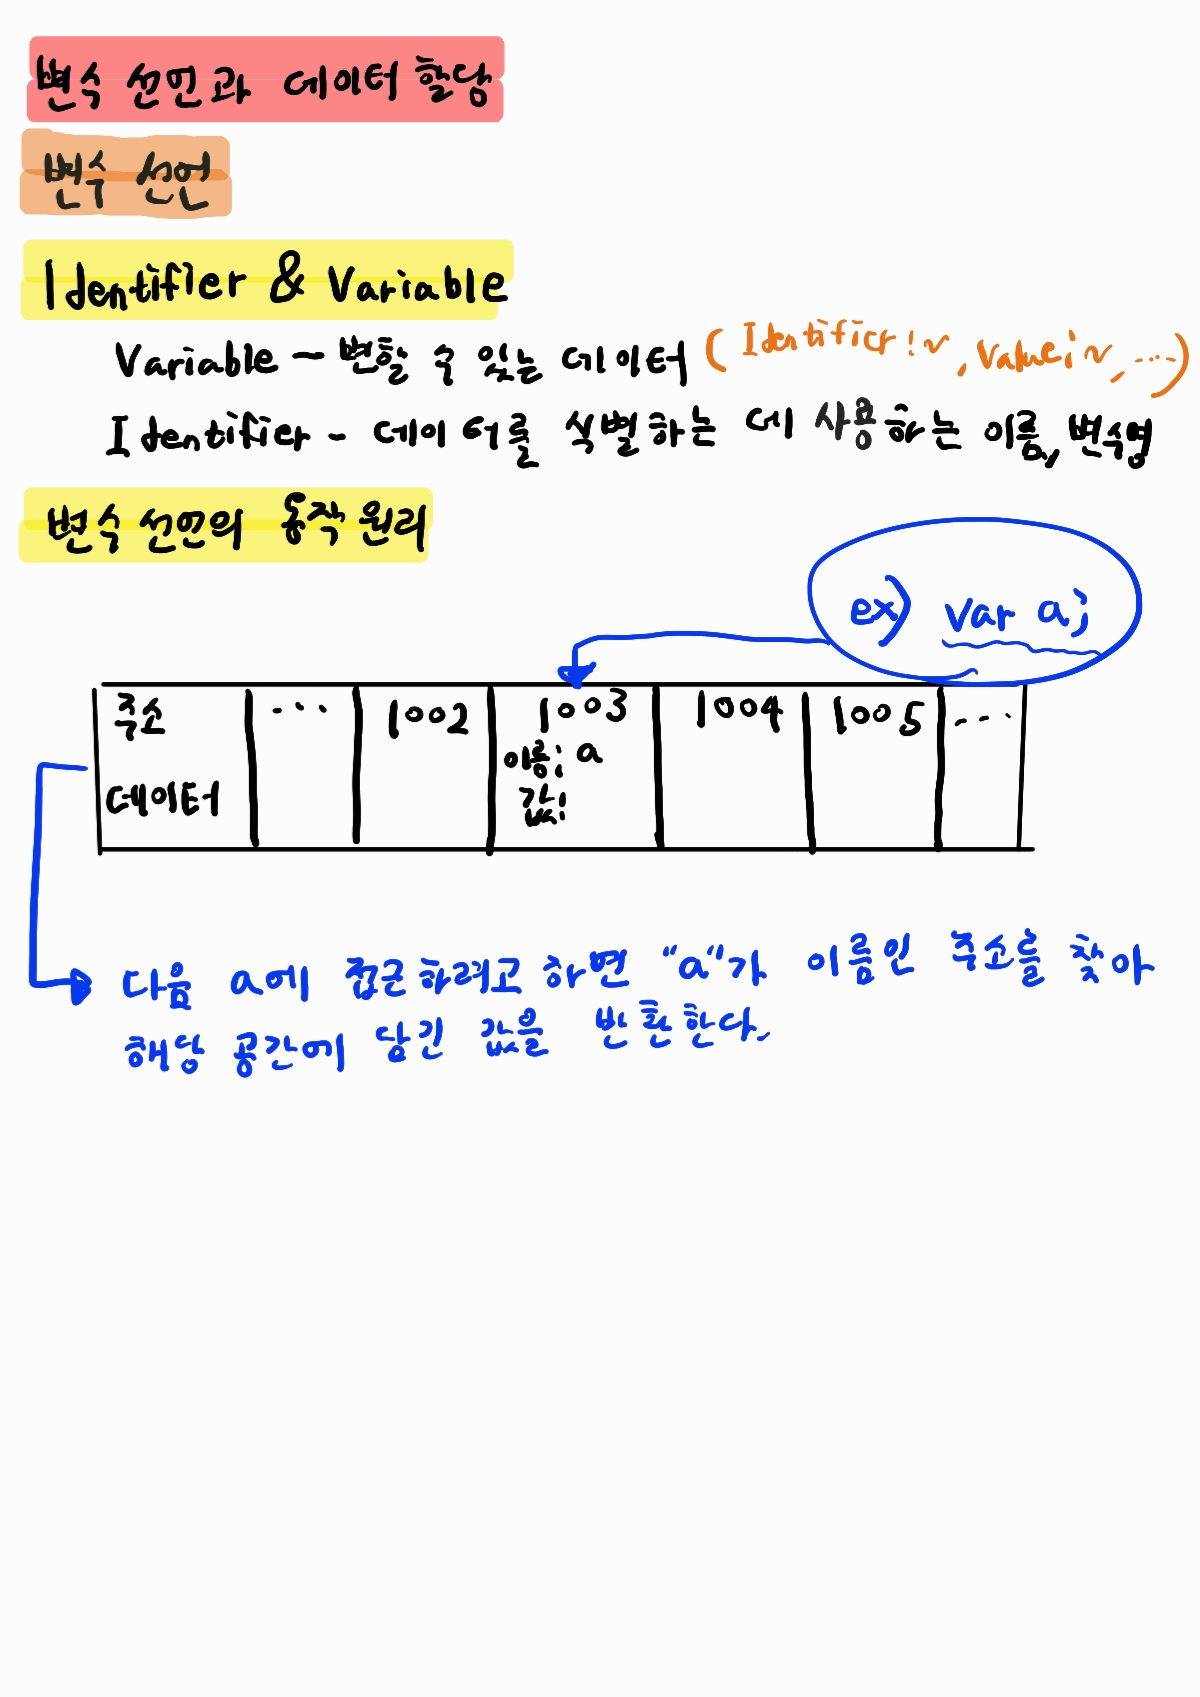 변수 선언과 데이터 할당
변수 선언
Identifier & Variable
Variable - 변할 수 있는 데이터 (Identifier:~, Value:~, ...)
Identifier - 데이터를 식별하는 데 사용하는 이름, 변수명
변수 선언의 동작 원리
ex) var a;
주소 ... 1002 1003 1004 1005 ...
이름: a
데이터 값:
다음 a에 접근하려고 하면 "a"가 이름인 주소를 찾아
해당 공간에 담긴 값을 반환한다.